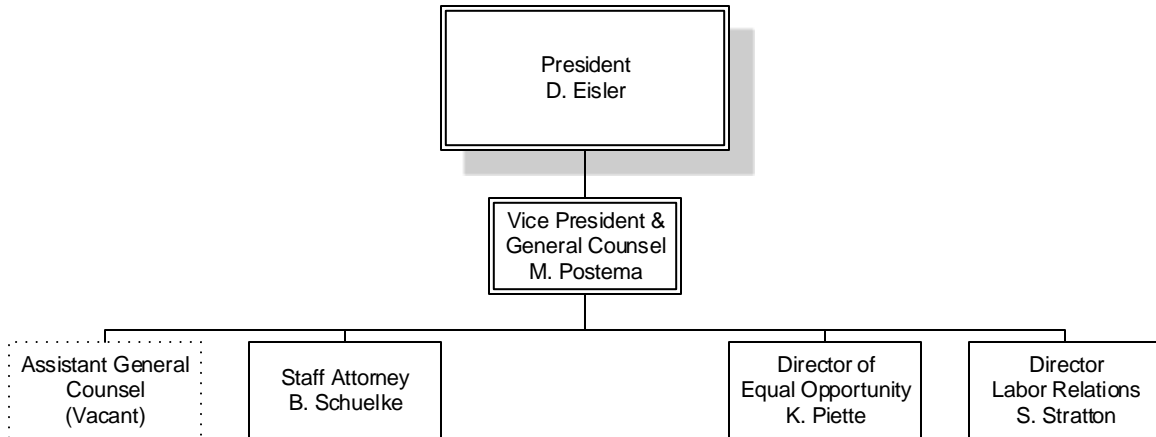 President
D. Eisler
Vice President &
General Counsel
M. Postema
Assistant General
Counsel
(Vacant)
Staff Attorney
B. Schuelke
Director of
Equal Opportunity
K. Piette
Director
Labor Relations
S. Stratton